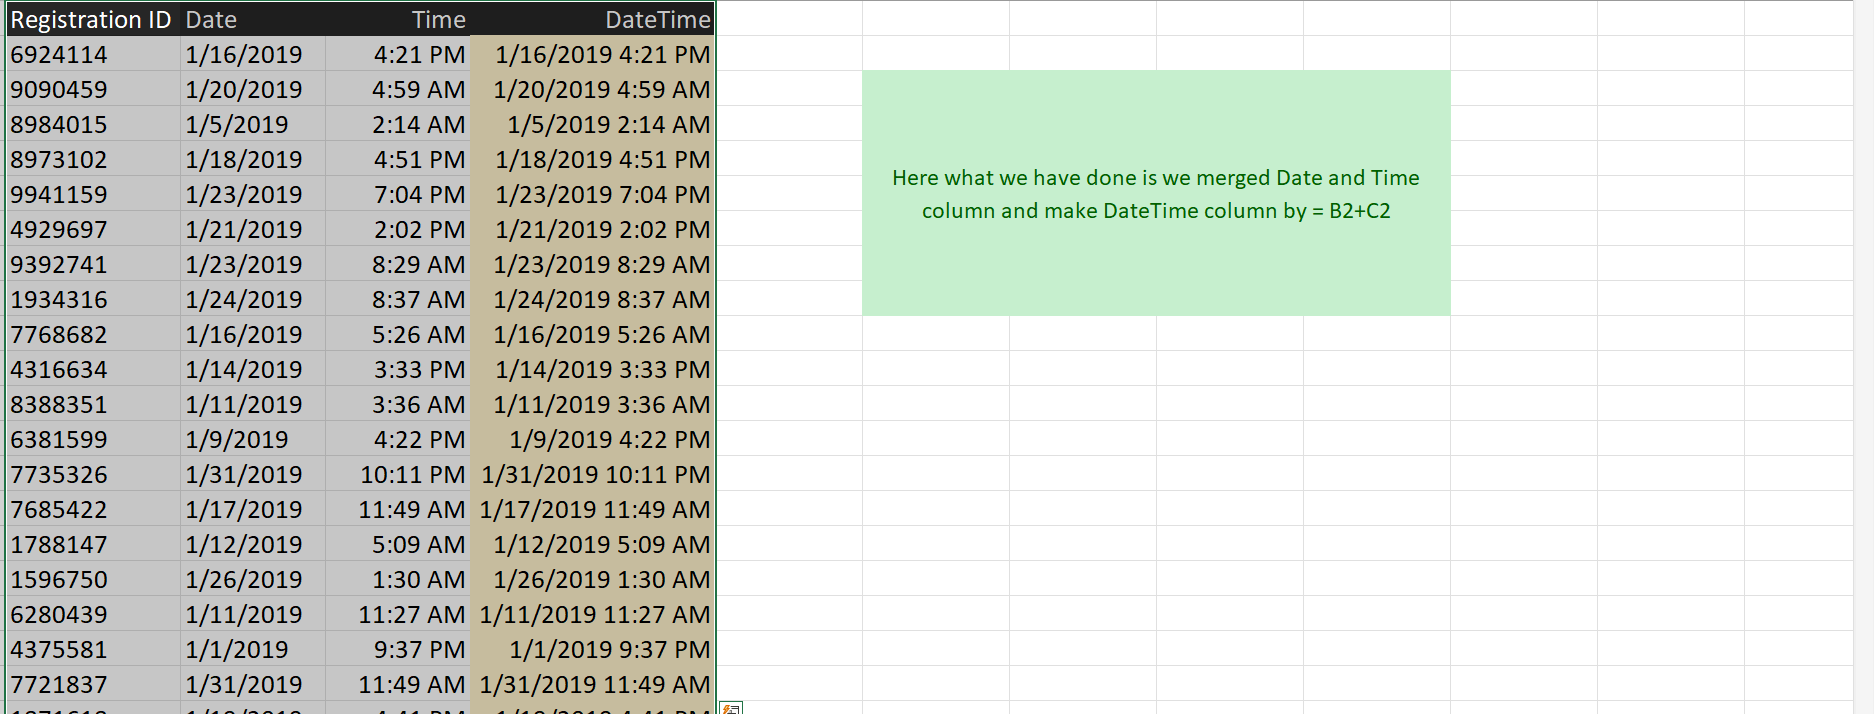 Registration ID Date Time DateTime
6924114 1/16/2019 4:21 PM 1/16/2019 4:21 PM
9090459 1/20/2019 4:59 AM 1/20/2019 4:59 AM
8984015 1/5/2019 2:14 AM 1/5/2019 2:14 AM
8973102 1/18/2019 4:51 PM 1/18/2019 4:51 PM
9941159 1/23/2019 7:04 PM 1/23/2019 7:04 PM
4929697 1/21/2019 2:02 PM 1/21/2019 2:02 PM
9392741 1/23/2019 8:29 AM 1/23/2019 8:29 AM
1934316 1/24/2019 8:37 AM 1/24/2019 8:37 AM
7768682 1/16/2019 5:26 AM 1/16/2019 5:26 AM
4316634 1/14/2019 3:33 PM 1/14/2019 3:33 PM
8388351 1/11/2019 3:36 AM 1/11/2019 3:36 AM
6381599 1/9/2019 4:22 PM 1/9/2019 4:22 PM
7735326 1/31/2019 10:11 PM 1/31/2019 10:11 PM
7685422 1/17/2019 11:49 AM 1/17/2019 11:49 AM
1788147 1/12/2019 5:09 AM 1/12/2019 5:09 AM
1596750 1/26/2019 1:30 AM 1/26/2019 1:30 AM
6280439 1/11/2019 11:27 AM 1/11/2019 11:27 AM
4375581 1/1/2019 9:37 PM 1/1/2019 9:37 PM
7721837 1/31/2019 11:49 AM 1/31/2019 11:49 AM
Here what we have done is we merged Date and Time
column and make DateTime column by = B2+C2